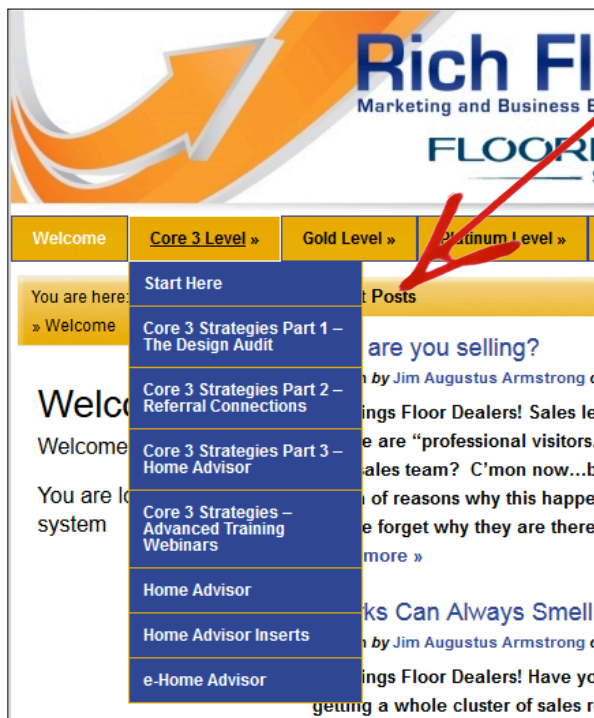 Rich Fl
Marketing and Business B
FLOOR
Welcome
Core 3 Level »
Gold Level »
Platinum Level »
You are here:
» Welcome
t Posts
Start Here
Core 3 Strategies Part 1 –
The Design Audit
Core 3 Strategies Part 2 –
Referral Connections
Core 3 Strategies Part 3 –
Home Advisor
Core 3 Strategies –
Advanced Training
Webinars
Home Advisor
Home Advisor Inserts
e-Home Advisor
Welco
Welcome
You are lo
system
are you selling?
by Jim Augustus Armstrong
ings Floor Dealers! Sales le
e are “professional visitors.
sales team? C’mon now…b
of reasons why this happe
e forget why they are there
more »
ks Can Always Smell
by Jim Augustus Armstrong
ings Floor Dealers! Have yo
getting a whole cluster of sales r